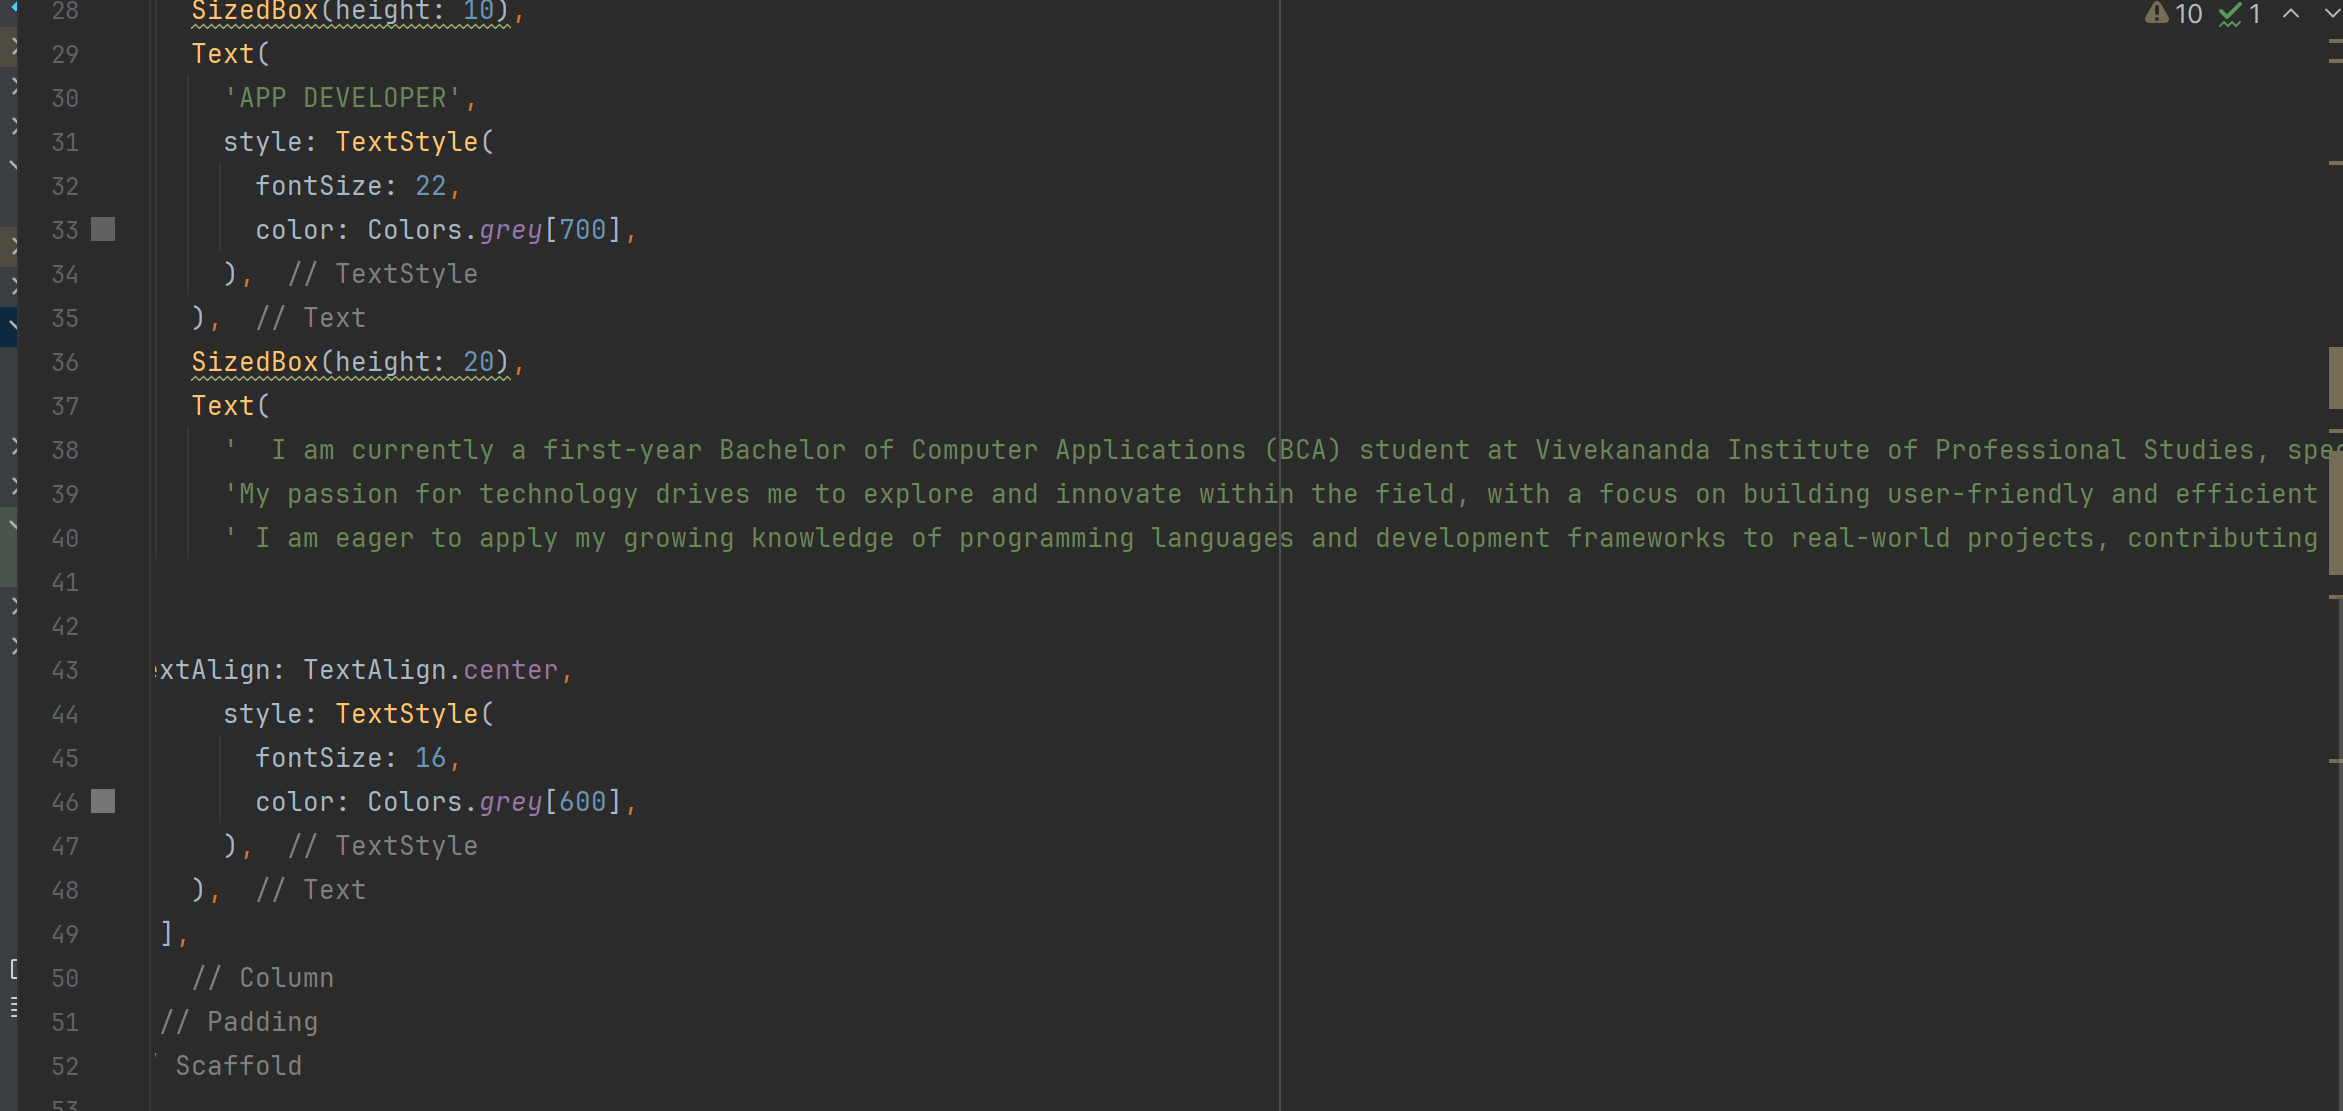 10 1
28 SizedBox(height: 10),
29 Text(
30 'APP DEVELOPER',
31 style: TextStyle(
32 fontSize: 22,
33 color: Colors.grey[700],
34 ), // TextStyle
35 ), // Text
36 SizedBox(height: 20),
37 Text(
38 '  I am currently a first-year Bachelor of Computer Applications (BCA) student at Vivekananda Institute of Professional Studies, spec
39 'My passion for technology drives me to explore and innovate within the field, with a focus on building user-friendly and efficient
40 ' I am eager to apply my growing knowledge of programming languages and development frameworks to real-world projects, contributing
41
42
43 extAlign: TextAlign.center,
44 style: TextStyle(
45 fontSize: 16,
46 color: Colors.grey[600],
47 ), // TextStyle
48 ), // Text
49 ],
50 // Column
51 // Padding
52 Scaffold
53